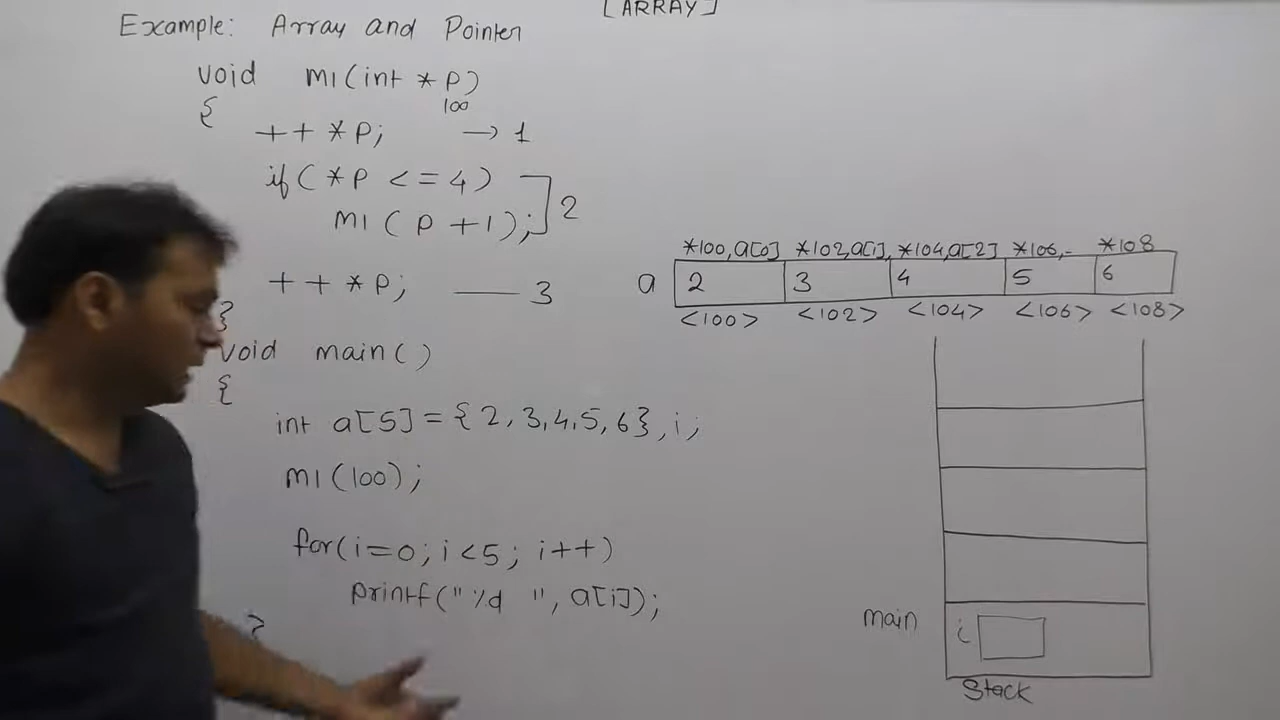 [ARRAY]
Example: Array and Pointer
void m1(int *p)
100
{
++*p; → 1
if(*p <= 4)
m1(p+1); ] 2
++*p; — 3
}
void main()
{
int a[5] = {2,3,4,5,6}, i;
m1(100);
for(i=0; i<5; i++)
printf("%d ", a[i]);
}
*100,a[0] *102,a[1], *104,a[2] *106,- *108
a 2 3 4 5 6
<100> <102> <104> <106> <108>
main i
Stack